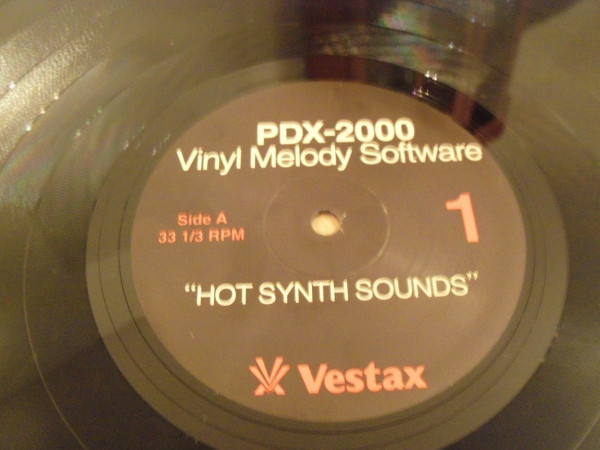 PDX-2000
Vinyl Melody Software
Side A
33 1/3 RPM
1
"HOT SYNTH SOUNDS"
Vestax